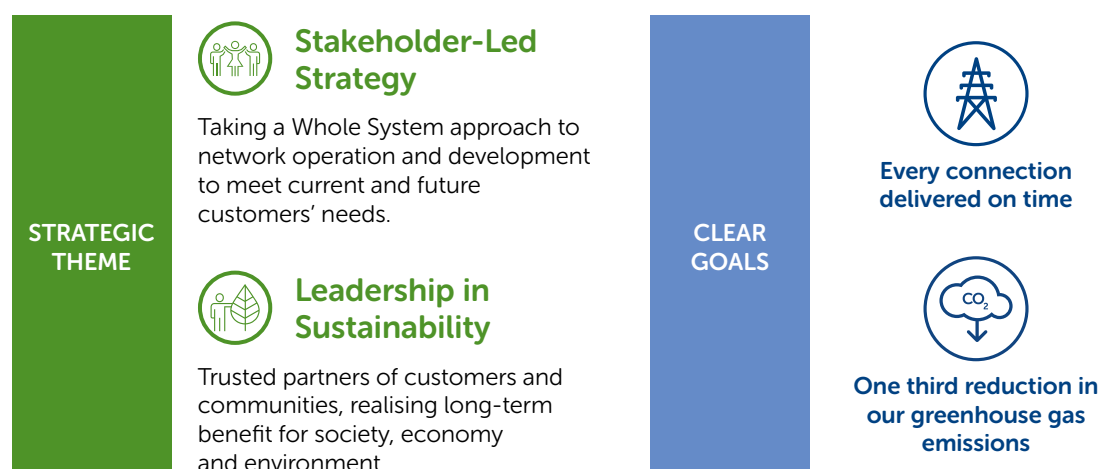 STRATEGIC
THEME
Stakeholder-Led
Strategy
Taking a Whole System approach to
network operation and development
to meet current and future
customers’ needs.
Leadership in
Sustainability
Trusted partners of customers and
communities, realising long-term
benefit for society, economy
and environment
CLEAR
GOALS
Every connection
delivered on time
CO₂
One third reduction in
our greenhouse gas
emissions